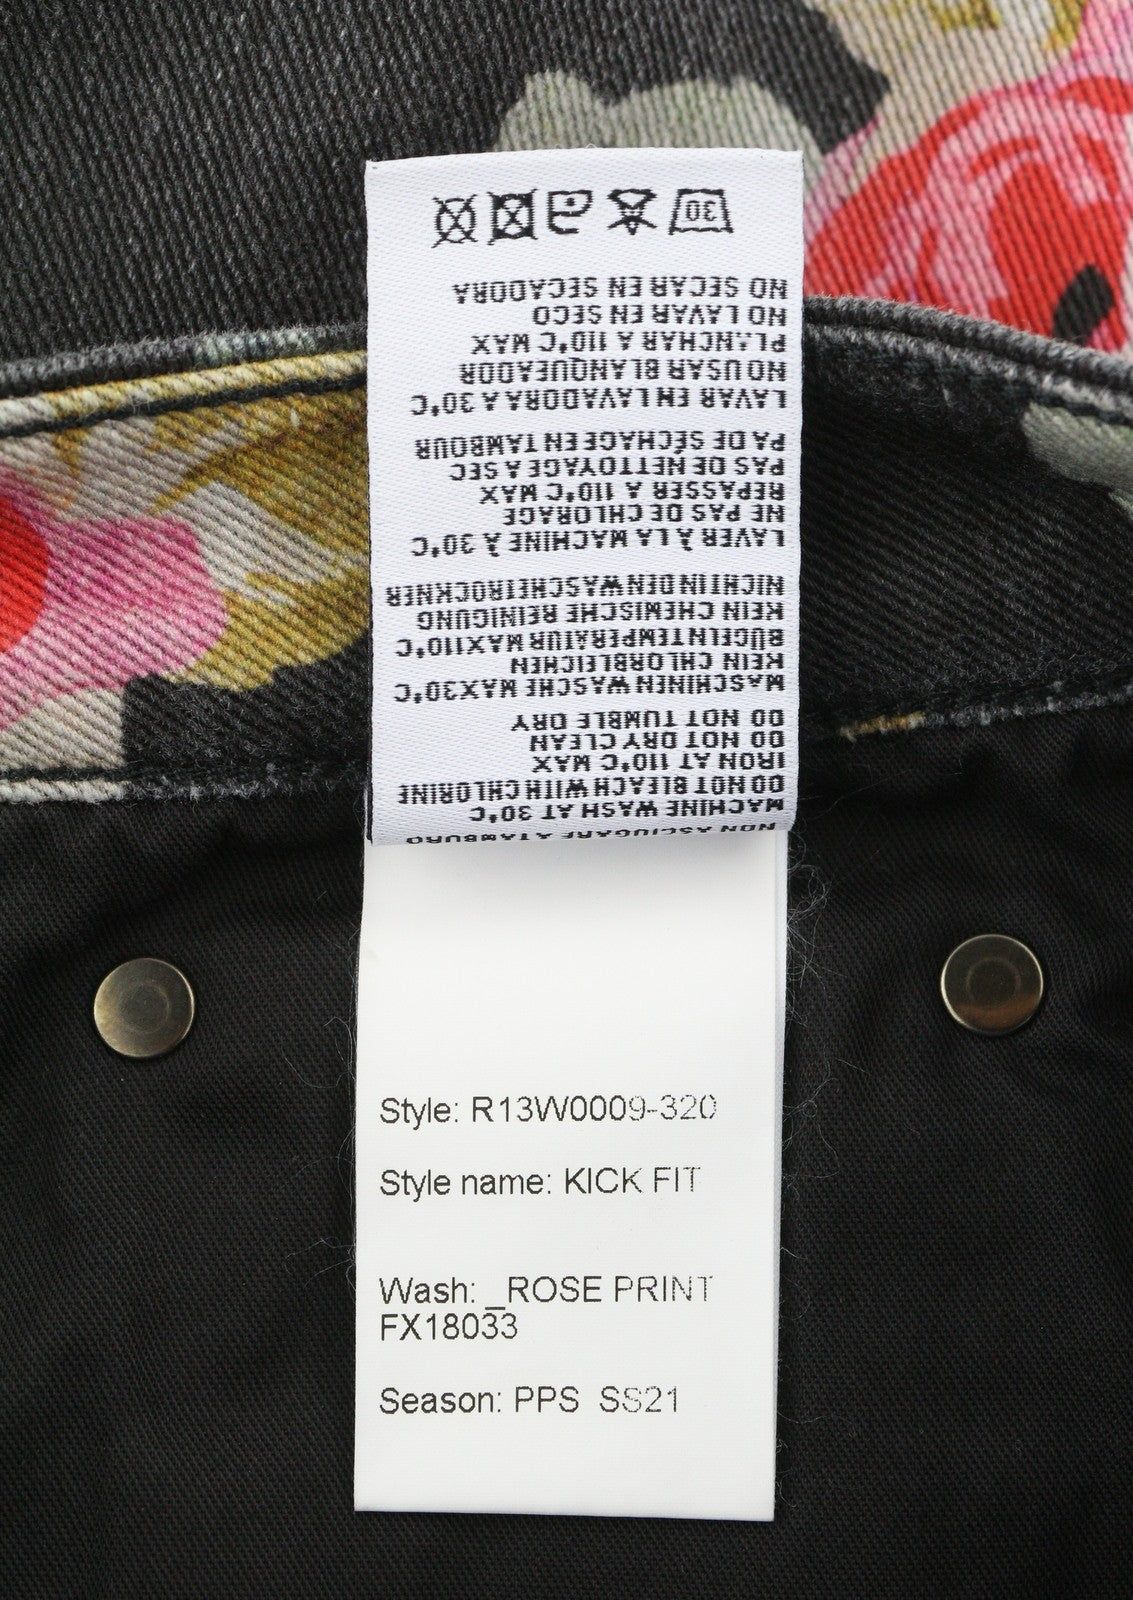 NON ASCIUGARE A TAMBURO
MACHINE WASH AT 30°C
DO NOT BLEACH WITH CHLORINE
IRON AT 110°C MAX
DO NOT DRY CLEAN
DO NOT TUMBLE DRY
MASCHINEN WASCHE MAX30°C
KEIN CHLORBLEICHEN
BÜGELNTEMPERATUR MAX110°C
KEIN CHEMISCHE REINIGUNG
NICHT IN DEN WASCHETROCKNER
LAVER À LA MACHINE À 30°C
NE PAS DE CHLORAGE
REPASSER A 110°C MAX
PAS DE NETTOYAGE A SEC
PA DE SÉCHAGE EN TAMBOUR
LAVAR EN LAVADORA Y A 30°C
NO USAR BLANQUEADOR
PLANCHAR A 110°C MAX
NO LAVAR EN SECO
NO SECAR EN SECADORA
30
Style: R13W0009-320
Style name: KICK FIT
Wash: _ROSE PRINT
FX18033
Season: PPS SS21